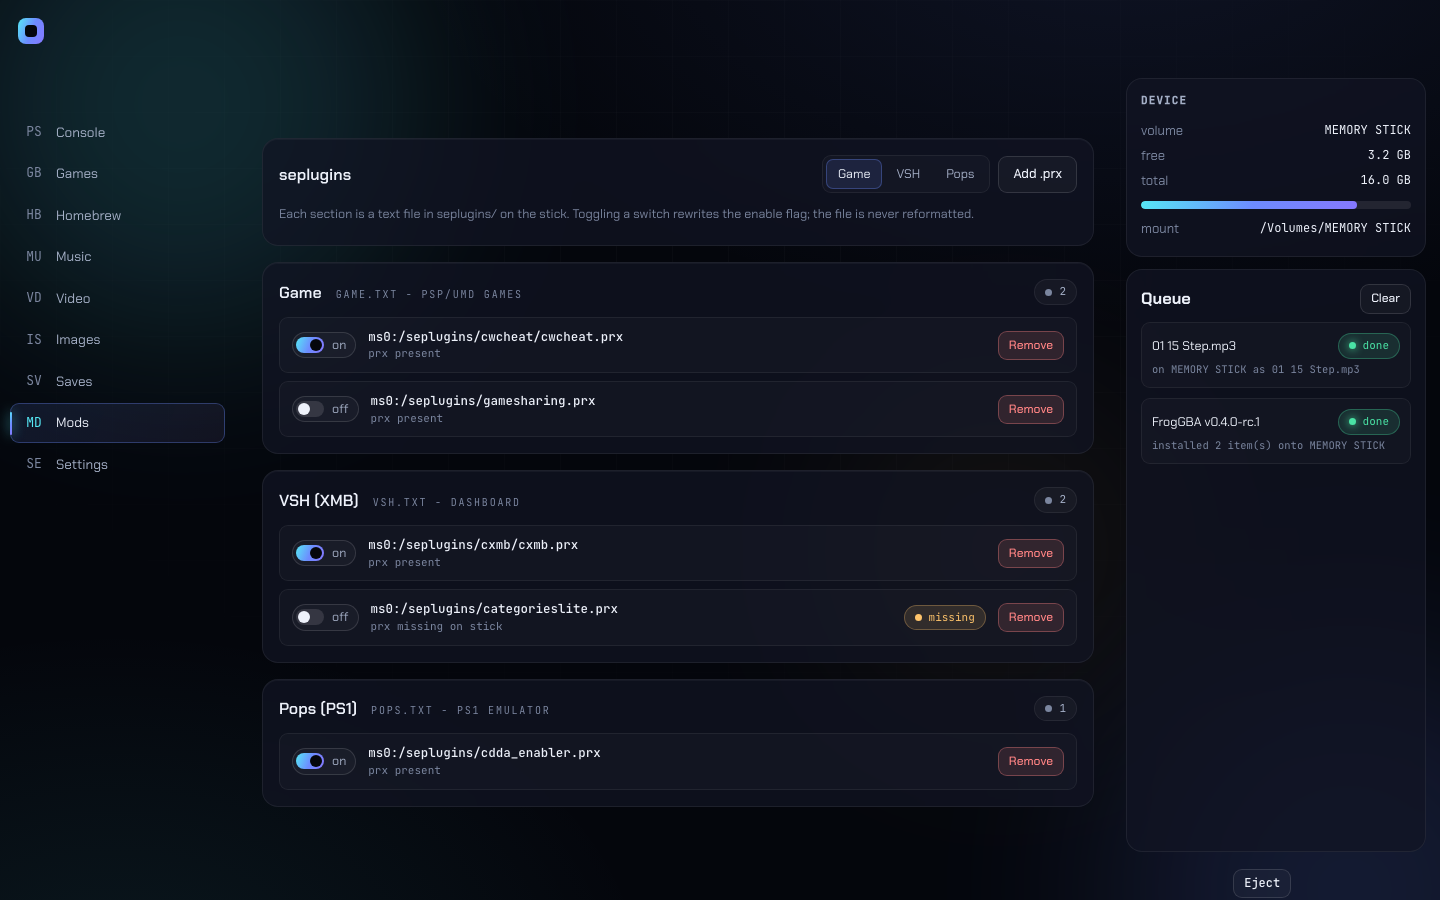 PS Console
GB Games
HB Homebrew
MU Music
VD Video
IS Images
SV Saves
MD Mods
SE Settings
seplugins
Game VSH Pops Add .prx
Each section is a text file in seplugins/ on the stick. Toggling a switch rewrites the enable flag; the file is never reformatted.
Game GAME.TXT - PSP/UMD GAMES 2
on ms0:/seplugins/cwcheat/cwcheat.prx Remove
prx present
off ms0:/seplugins/gamesharing.prx Remove
prx present
VSH (XMB) VSH.TXT - DASHBOARD 2
on ms0:/seplugins/cxmb/cxmb.prx Remove
prx present
off ms0:/seplugins/categorieslite.prx missing Remove
prx missing on stick
Pops (PS1) POPS.TXT - PS1 EMULATOR 1
on ms0:/seplugins/cdda_enabler.prx Remove
prx present
DEVICE
volume MEMORY STICK
free 3.2 GB
total 16.0 GB
mount /Volumes/MEMORY STICK
Queue Clear
01 15 Step.mp3 done
on MEMORY STICK as 01 15 Step.mp3
FrogGBA v0.4.0-rc.1 done
installed 2 item(s) onto MEMORY STICK
Eject